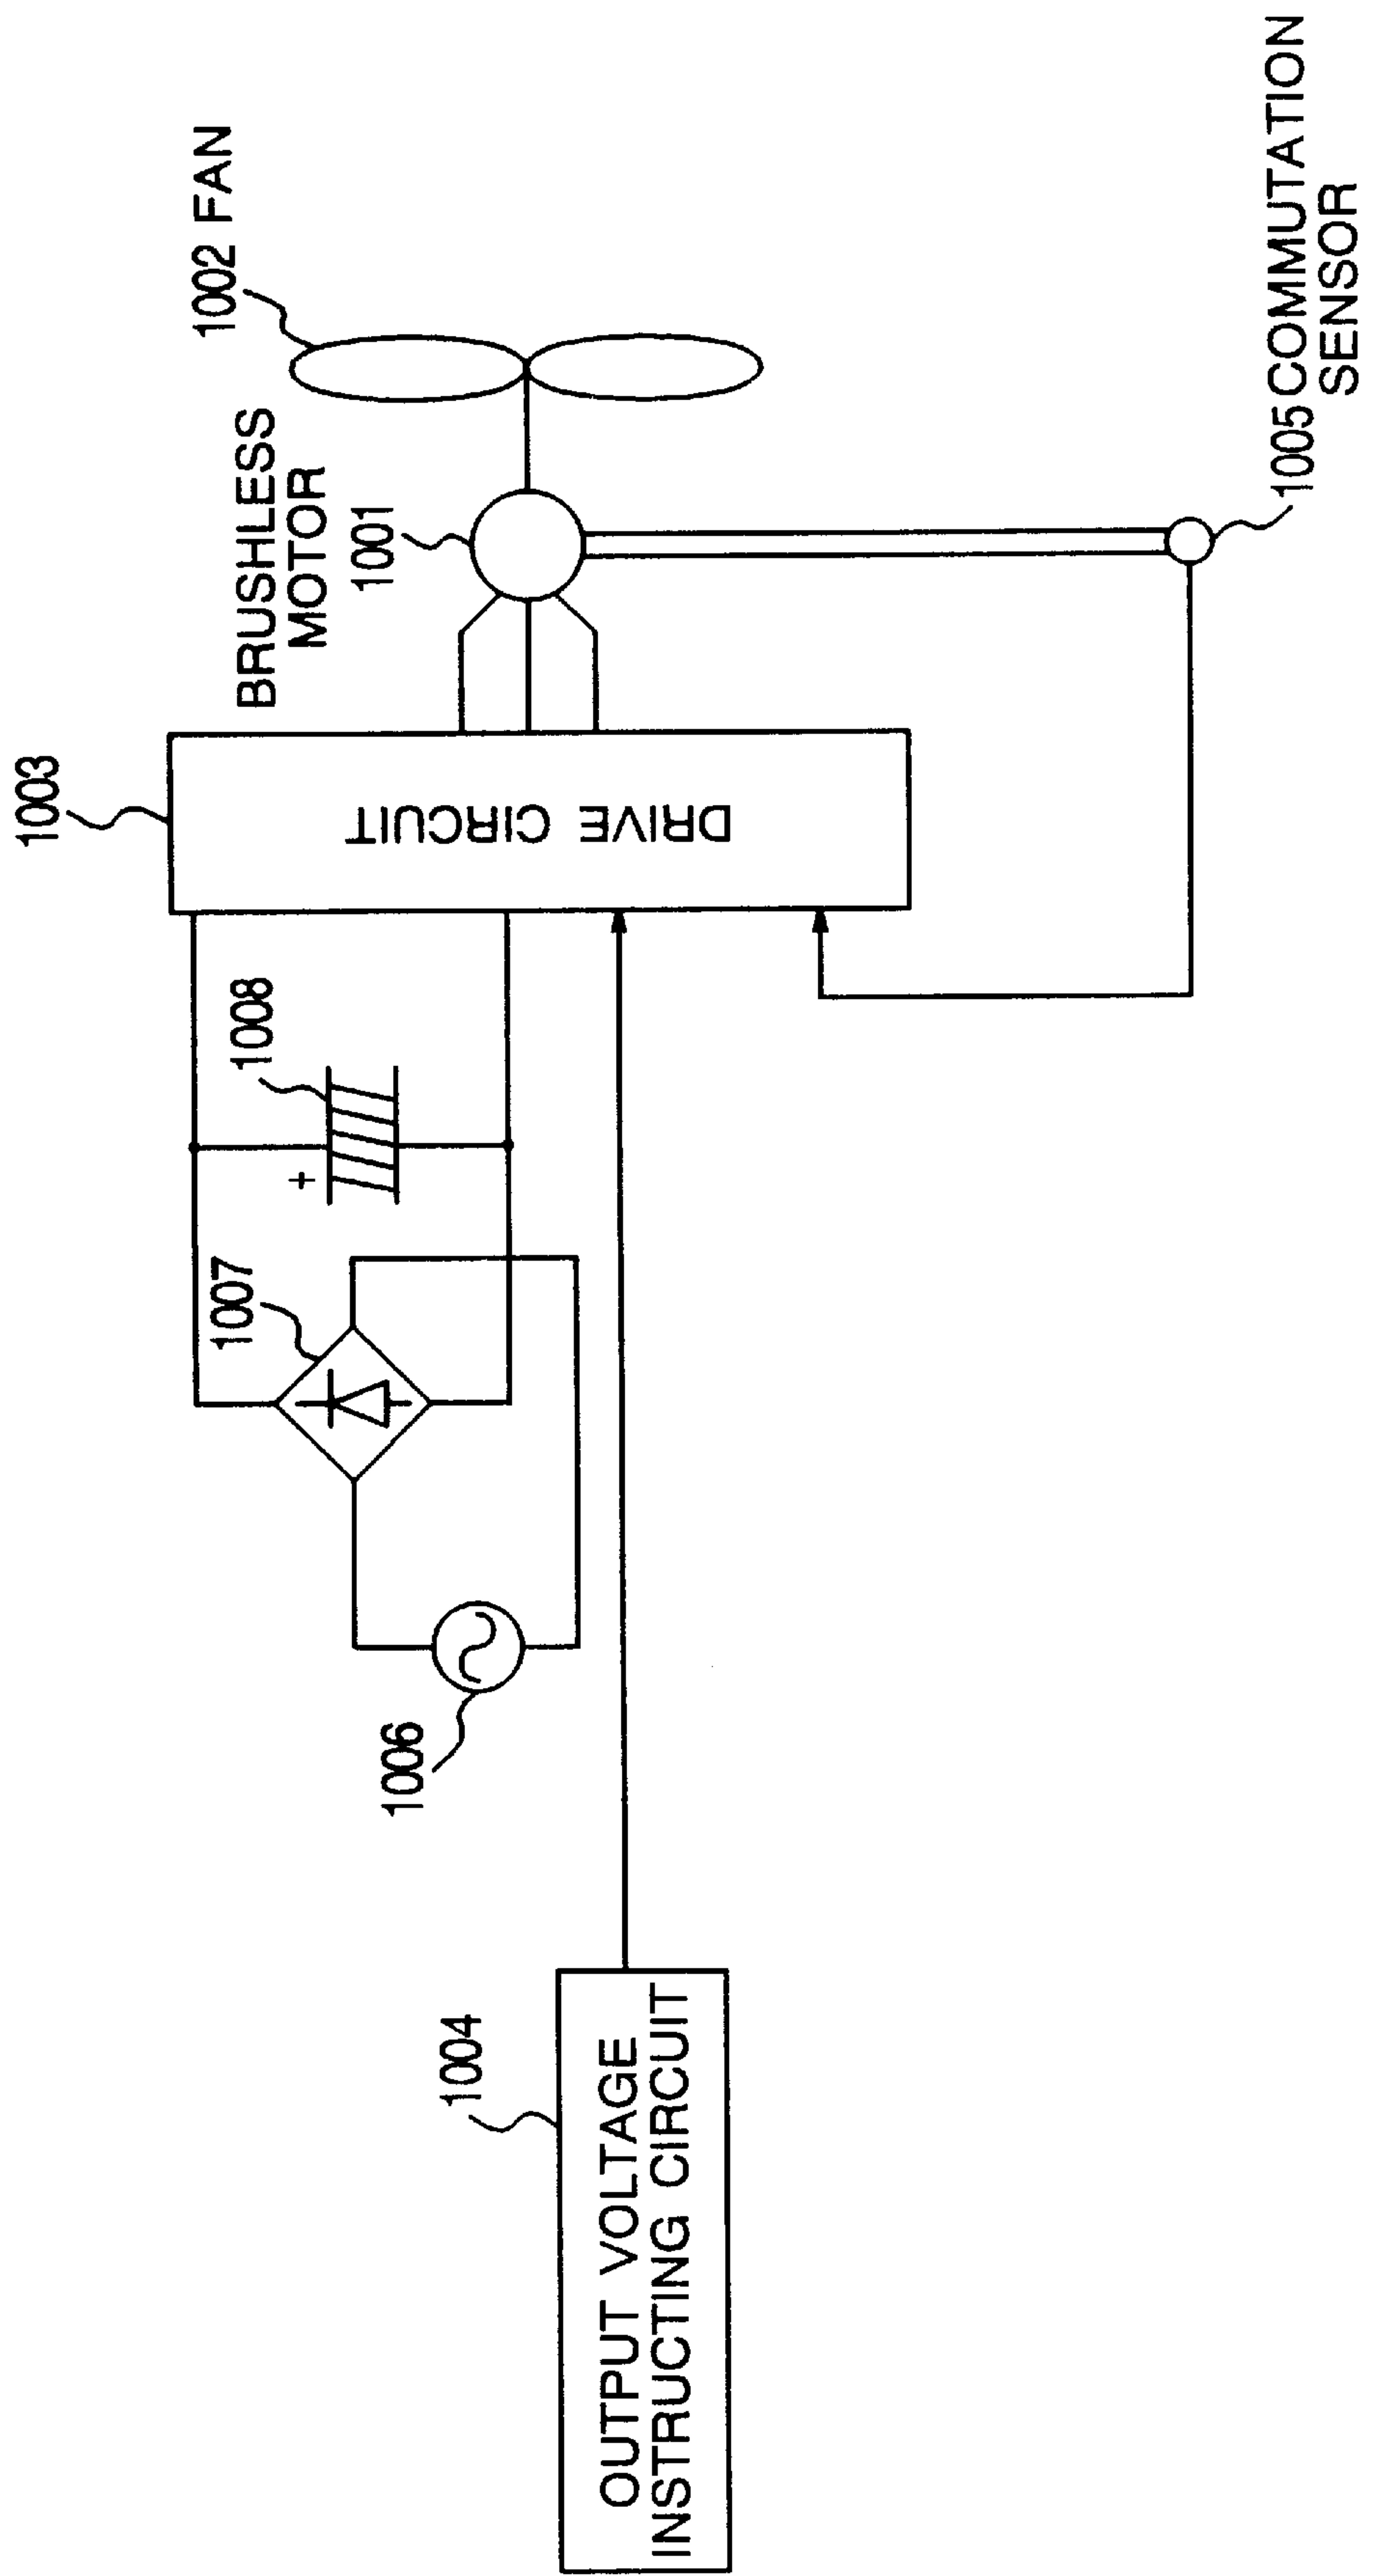 1003
BRUSHLESS
MOTOR
1001
1002 FAN
1008
1007
1006
DRIVE CIRCUIT
+
1004
OUTPUT VOLTAGE
INSTRUCTING CIRCUIT
1005 COMMUTATION
SENSOR